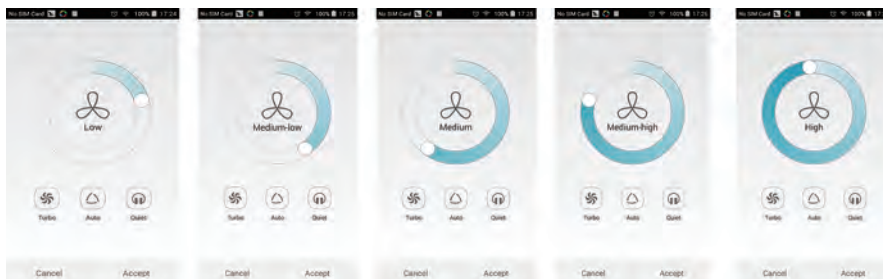 No SIM Card 100% 17:24
Low
Turbo Auto Quiet
Cancel Accept
No SIM Card 100% 17:25
Medium-low
Turbo Auto Quiet
Cancel Accept
No SIM Card 100% 17:25
Medium
Turbo Auto Quiet
Cancel Accept
No SIM Card 100% 17:25
Medium-high
Turbo Auto Quiet
Cancel Accept
No SIM Card 100%
High
Turbo Auto Quiet
Cancel Accept